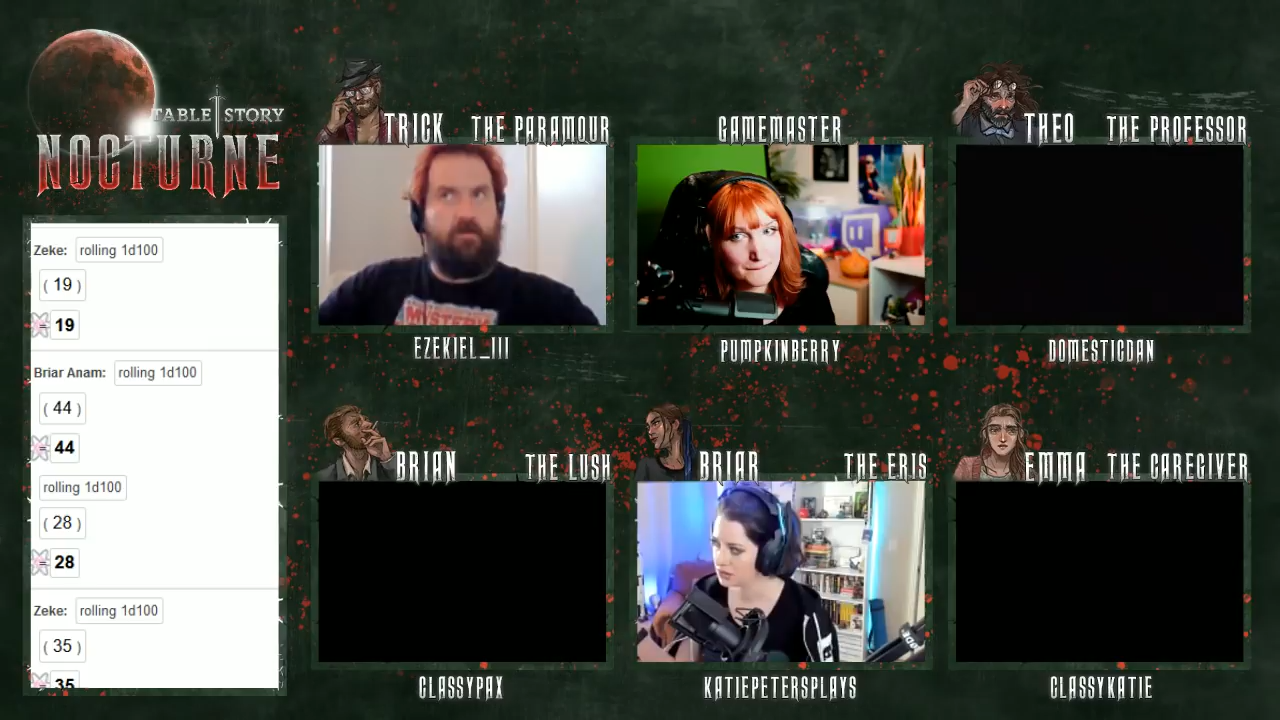 TABLE STORY
NOCTURNE
Zeke: rolling 1d100
( 19 )
= 19
Briar Anam: rolling 1d100
( 44 )
= 44
rolling 1d100
( 28 )
= 28
Zeke: rolling 1d100
( 35 )
= 35
TRICK THE PARAMOUR
MYSTERY
EZEKIEL_III
GAMEMASTER
PUMPKINBERRY
THEO THE PROFESSOR
DOMESTICDAN
BRIAN THE LUSH
CLASSYPAX
BRIAR THE ERIS
RODE
KATIEPETERSPLAYS
EMMA THE CAREGIVER
CLASSYKATIE